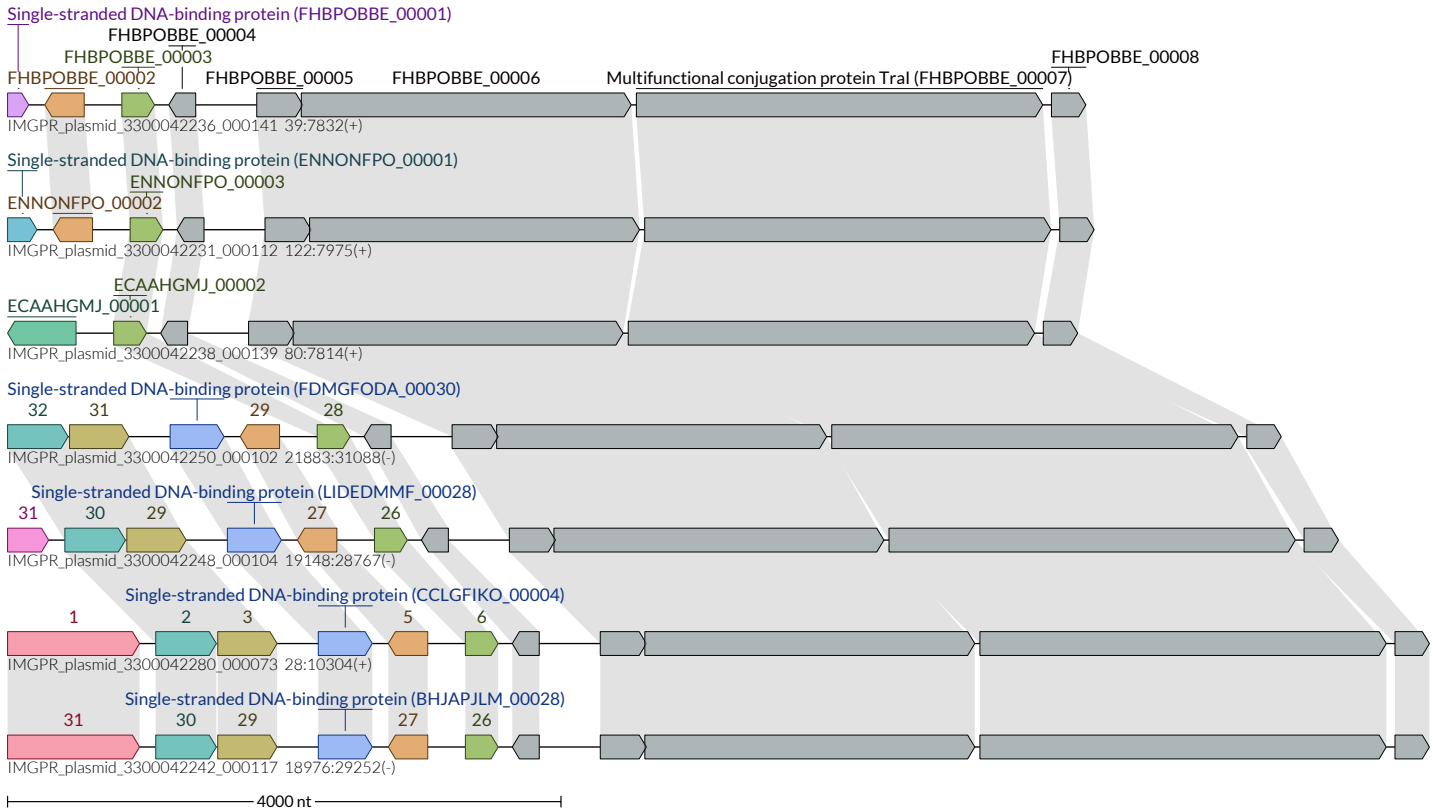 Single-stranded DNA-binding protein (FHBPOBBE_00001)
FHBPOBBE_00004
FHBPOBBE_00003 FHBPOBBE_00008
FHBPOBBE_00002 FHBPOBBE_00005 FHBPOBBE_00006 Multifunctional conjugation protein TraI (FHBPOBBE_00007)
IMGPR_plasmid_3300042236_000141 39:7832(+)
Single-stranded DNA-binding protein (ENNONFPO_00001)
ENNONFPO_00003
ENNONFPO_00002
IMGPR_plasmid_3300042231_000112 122:7975(+)
ECAAHGMJ_00002
ECAAHGMJ_00001
IMGPR_plasmid_3300042238_000139 80:7814(+)
Single-stranded DNA-binding protein (FDMGFODA_00030)
32 31 29 28
IMGPR_plasmid_3300042250_000102 21883:31088(-)
Single-stranded DNA-binding protein (LIDEDMMF_00028)
31 30 29 27 26
IMGPR_plasmid_3300042248_000104 19148:28767(-)
Single-stranded DNA-binding protein (CCLGFIKO_00004)
1 2 3 5 6
IMGPR_plasmid_3300042280_000073 28:10304(+)
Single-stranded DNA-binding protein (BHJAPJLM_00028)
31 30 29 27 26
IMGPR_plasmid_3300042242_000117 18976:29252(-)
4000 nt